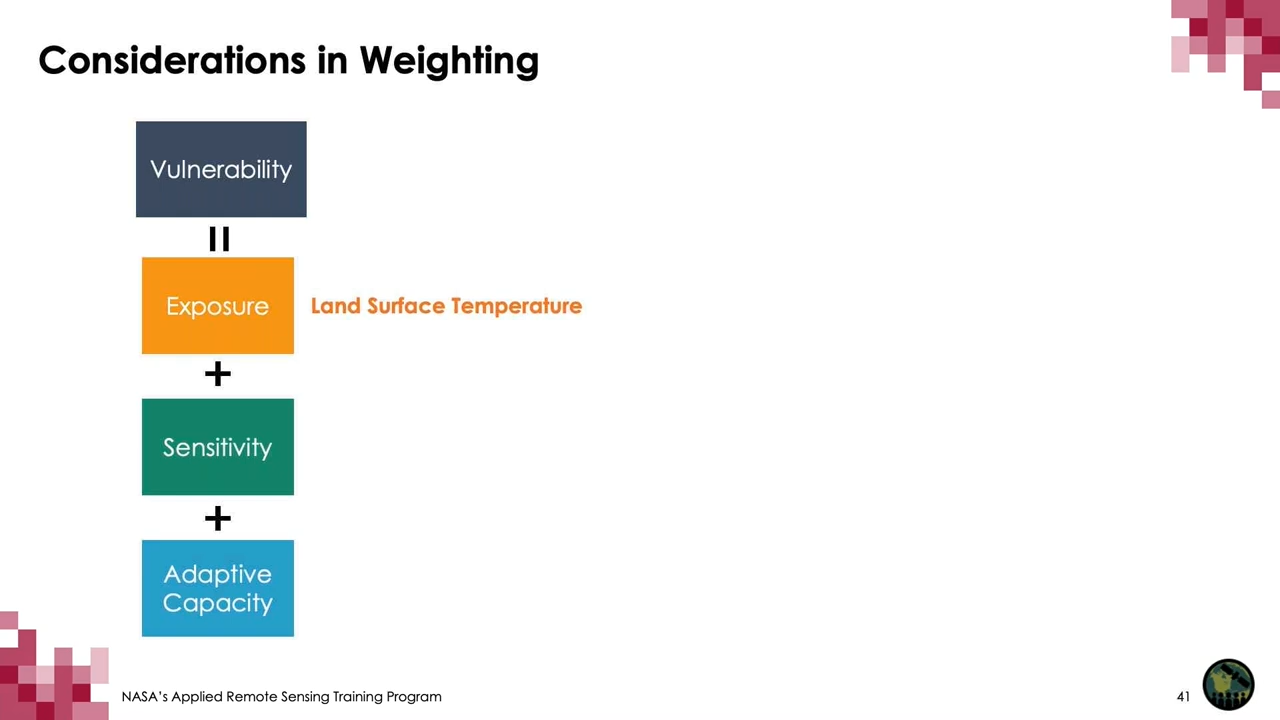 Considerations in Weighting
Vulnerability
=
Exposure
Land Surface Temperature
+
Sensitivity
+
Adaptive
Capacity
NASA's Applied Remote Sensing Training Program
41